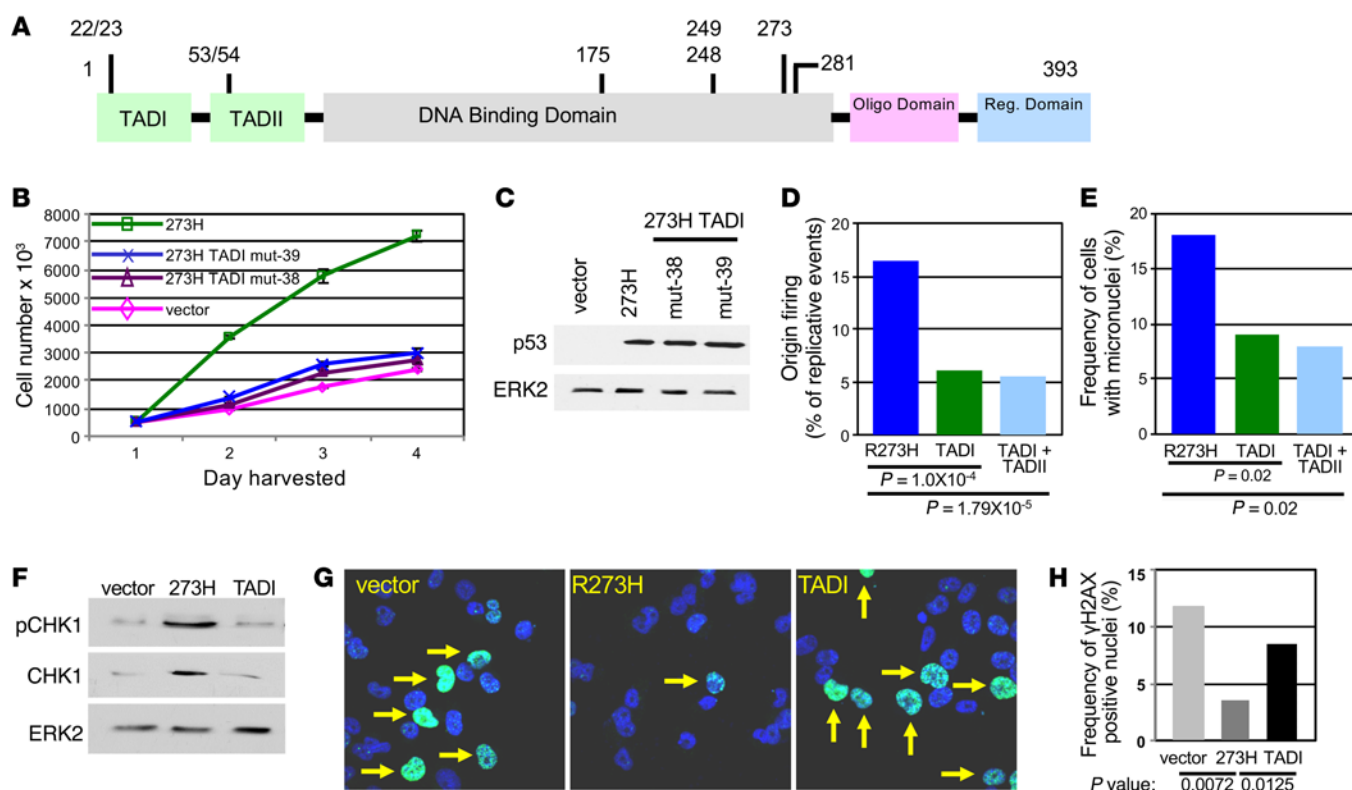 A
22/23
1
53/54
175
249
248
273
281
393
TADI
TADII
DNA Binding Domain
Oligo Domain
Reg. Domain
B
8000
7000
6000
5000
4000
3000
2000
1000
0
273H
273H TADI mut-39
273H TADI mut-38
vector
Cell number x 10³
1 2 3 4
Day harvested
C
273H TADI
vector
273H
mut-38
mut-39
p53
ERK2
D
Origin firing
(% of replicative events)
20
15
10
5
0
R273H TADI TADI +
TADII
P = 1.0X10⁻⁴
P = 1.79X10⁻⁵
E
Frequency of cells
with micronuclei (%)
20
15
10
5
0
R273H TADI TADI +
TADII
P = 0.02
P = 0.02
F
vector 273H TADI
pCHK1
CHK1
ERK2
G
vector
R273H
TADI
H
Frequency of γH2AX
positive nuclei (%)
15
10
5
0
vector 273H TADI
P value: 0.0072 0.0125